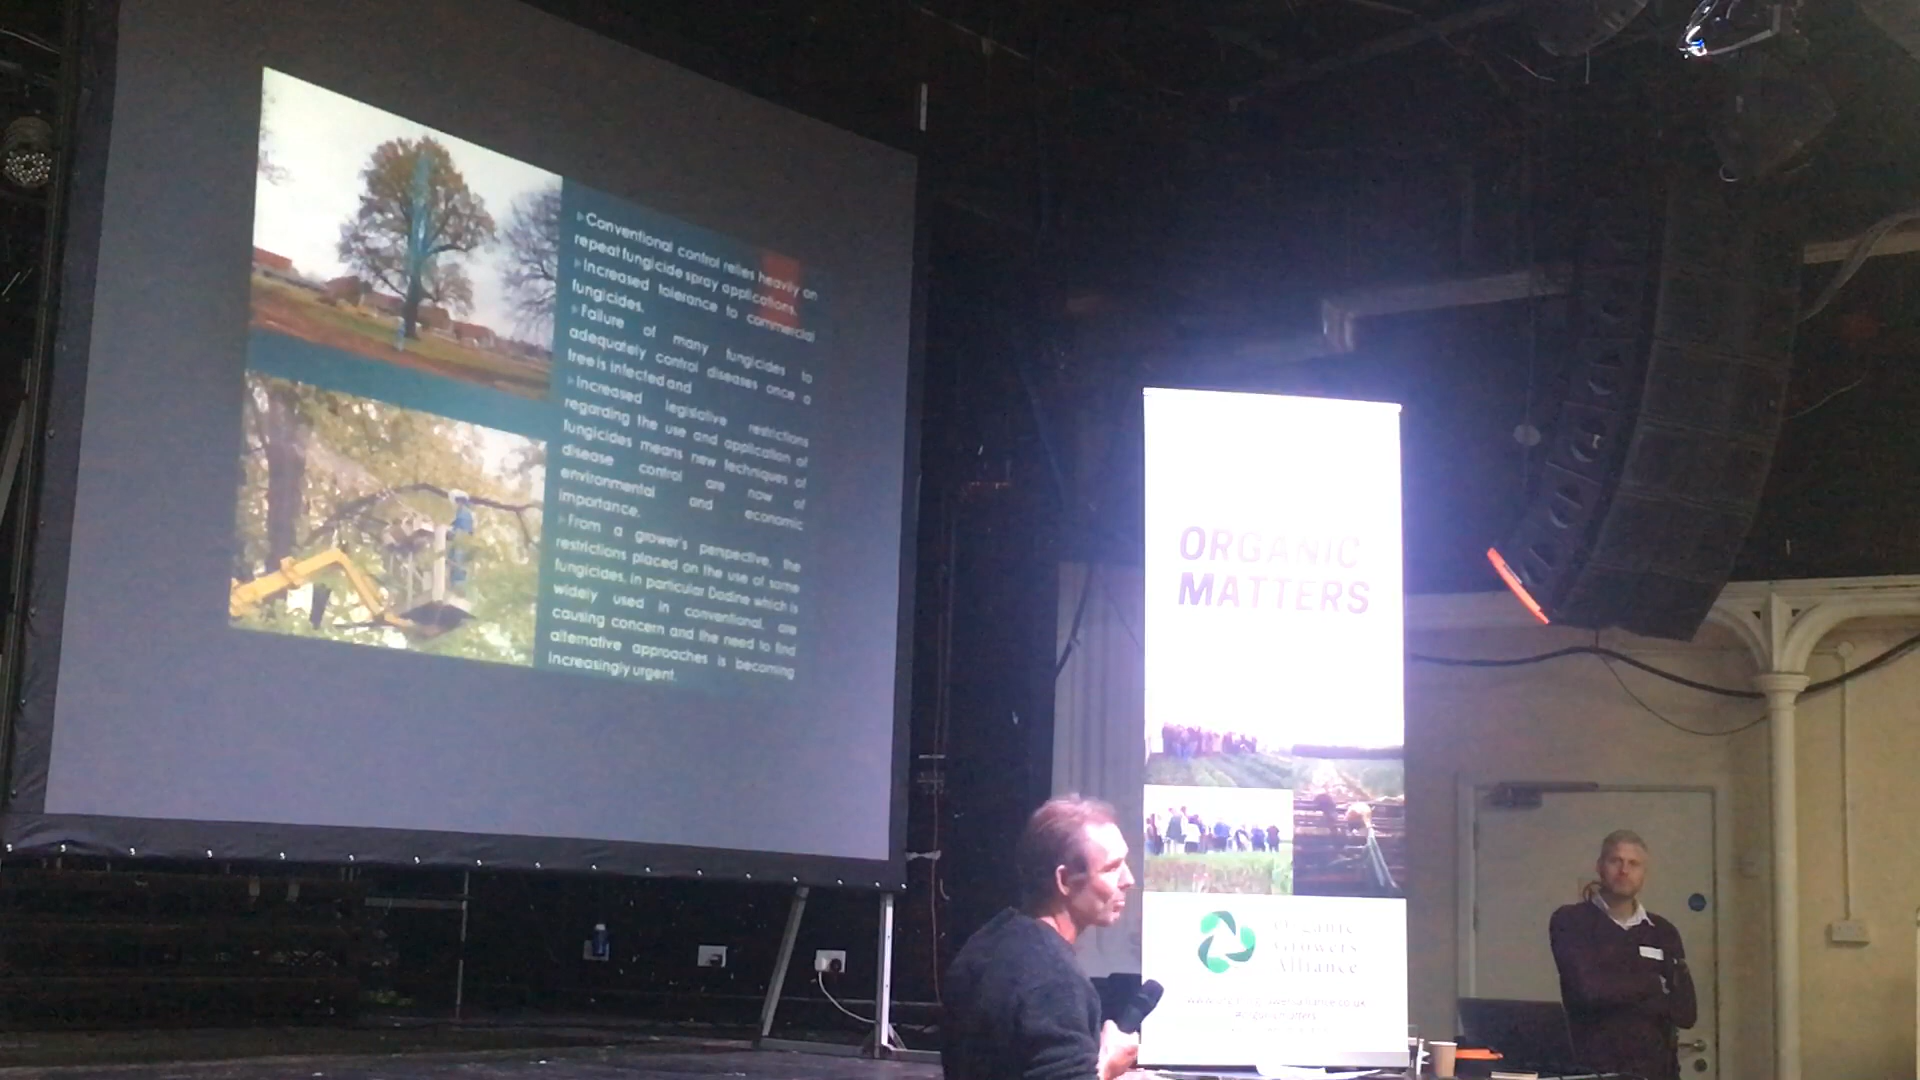 ▹Conventional control relies heavily on
repeat fungicide spray applications.
▹Increased tolerance to commercial
fungicides.
▹Failure of many fungicides to
adequately control diseases once a
tree is infected and
▹Increased legislative restrictions
regarding the use and application of
fungicides means new techniques of
disease control are now of
environmental and economic
importance.
▹From a grower's perspective, the
restrictions placed on the use of some
fungicides, in particular Dodine which is
widely used in conventional, are
causing concern and the need to find
alternative approaches is becoming
increasingly urgent.
ORGANIC
MATTERS
Organic
Growers
Alliance